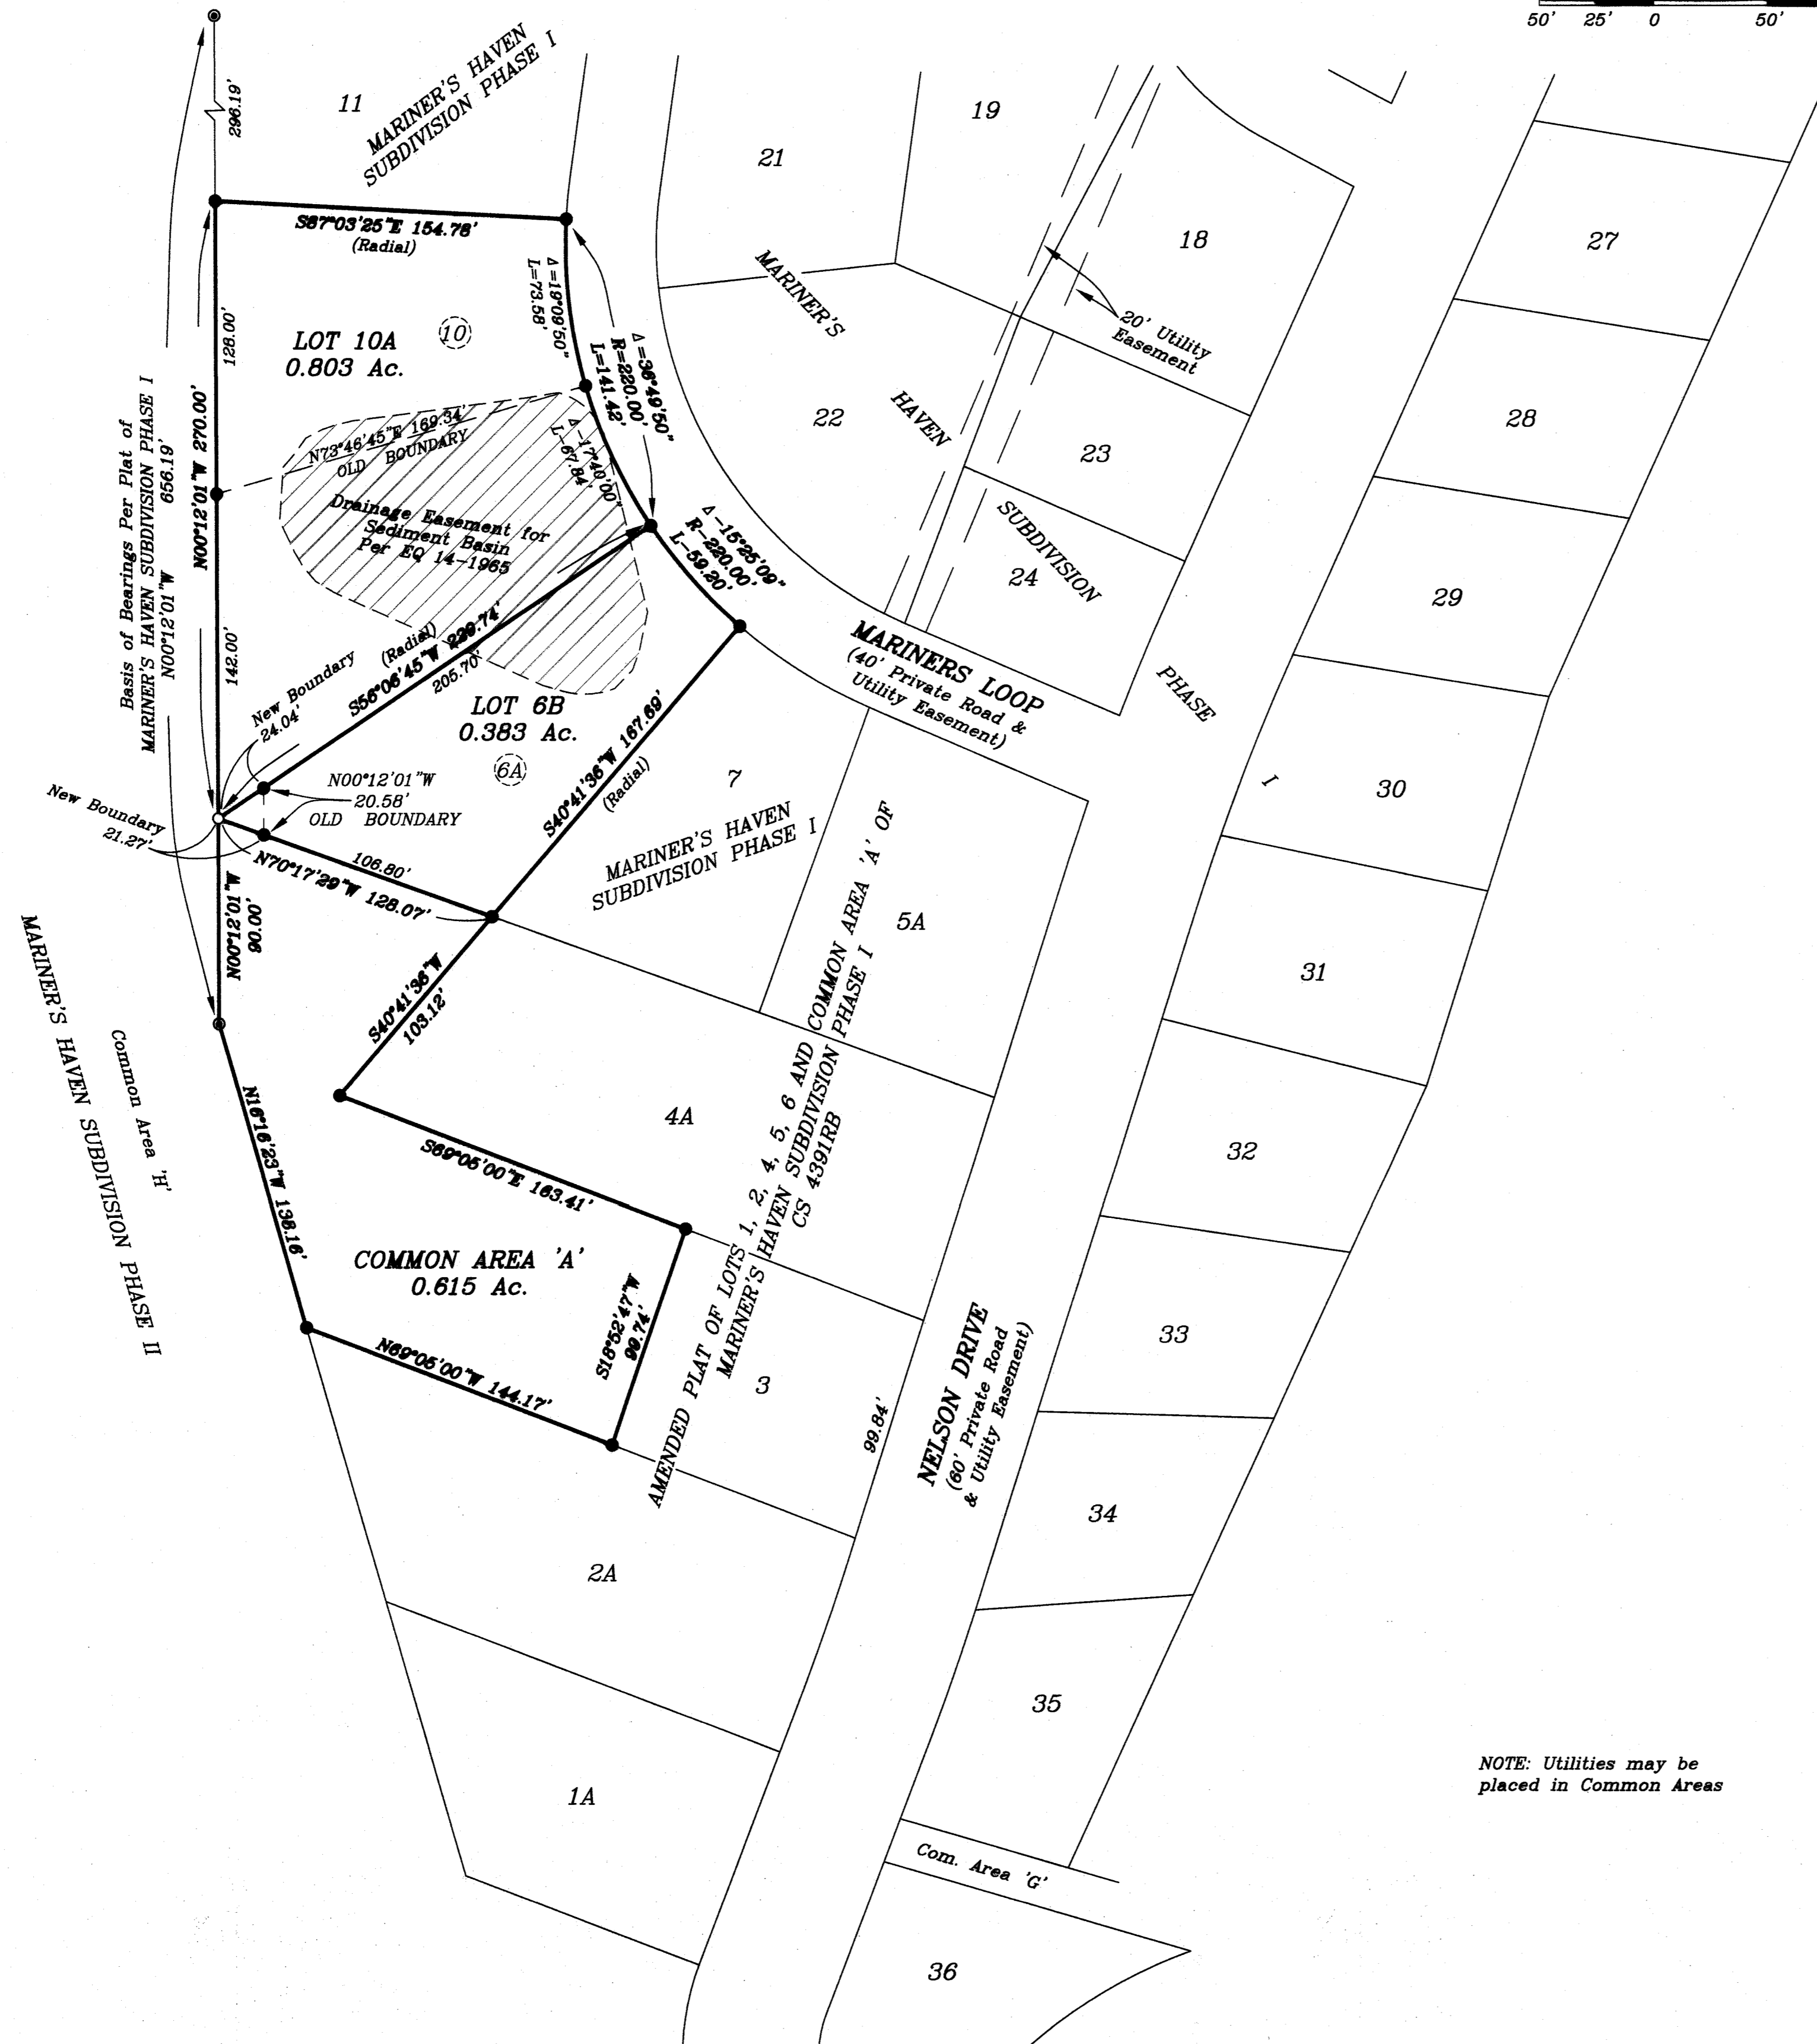 50' 25' 0 50'
296.19'
11
MARINER'S HAVEN
SUBDIVISION PHASE I
19
21
18
27
S87°03'25"E 154.78'
(Radial)
Δ=19°09'50"
L=73.58'
Δ=36°49'50"
R=220.00'
L=141.42'
LOT 10A
0.803 Ac.
10
128.00'
N00°12'01"W 270.00'
142.00'
Basis of Bearings Per Plat of
MARINER'S HAVEN SUBDIVISION PHASE I
N00°12'01"W 656.19'
N73°46'45"E 169.34'
OLD BOUNDARY
Δ=17°40'00"
L=67.84'
Drainage Easement for
Sediment Basin
Per EQ 14-1965
MARINER'S
HAVEN
SUBDIVISION
PHASE
I
20' Utility
Easement
22
23
24
28
29
30
31
32
33
34
35
36
Δ=15°25'09"
R=220.00'
L=59.20'
MARINERS LOOP
(40' Private Road &
Utility Easement)
New Boundary
24.04'
(Radial)
S56°06'45"W 229.74'
205.70'
LOT 6B
0.383 Ac.
6A
N00°12'01"W
20.58'
OLD BOUNDARY
New Boundary
21.27'
106.80'
N70°17'29"W 128.07'
S40°41'36"W 167.69'
(Radial)
7
MARINER'S HAVEN
SUBDIVISION PHASE I
5A
N00°12'01"W
90.00'
S40°41'36"W
103.12'
4A
S69°05'00"E 163.41'
MARINER'S HAVEN SUBDIVISION PHASE II
Common Area 'H'
N16°16'23"W 138.16'
COMMON AREA 'A'
0.615 Ac.
S18°52'47"W
99.74'
N69°05'00"W 144.17'
AMENDED PLAT OF LOTS 1, 2, 4, 5, 6 AND COMMON AREA 'A' OF
MARINER'S HAVEN SUBDIVISION PHASE I
CS 4391RB
3
99.84'
NELSON DRIVE
(60' Private Road
& Utility Easement)
2A
1A
Com. Area 'G'
NOTE: Utilities may be
placed in Common Areas